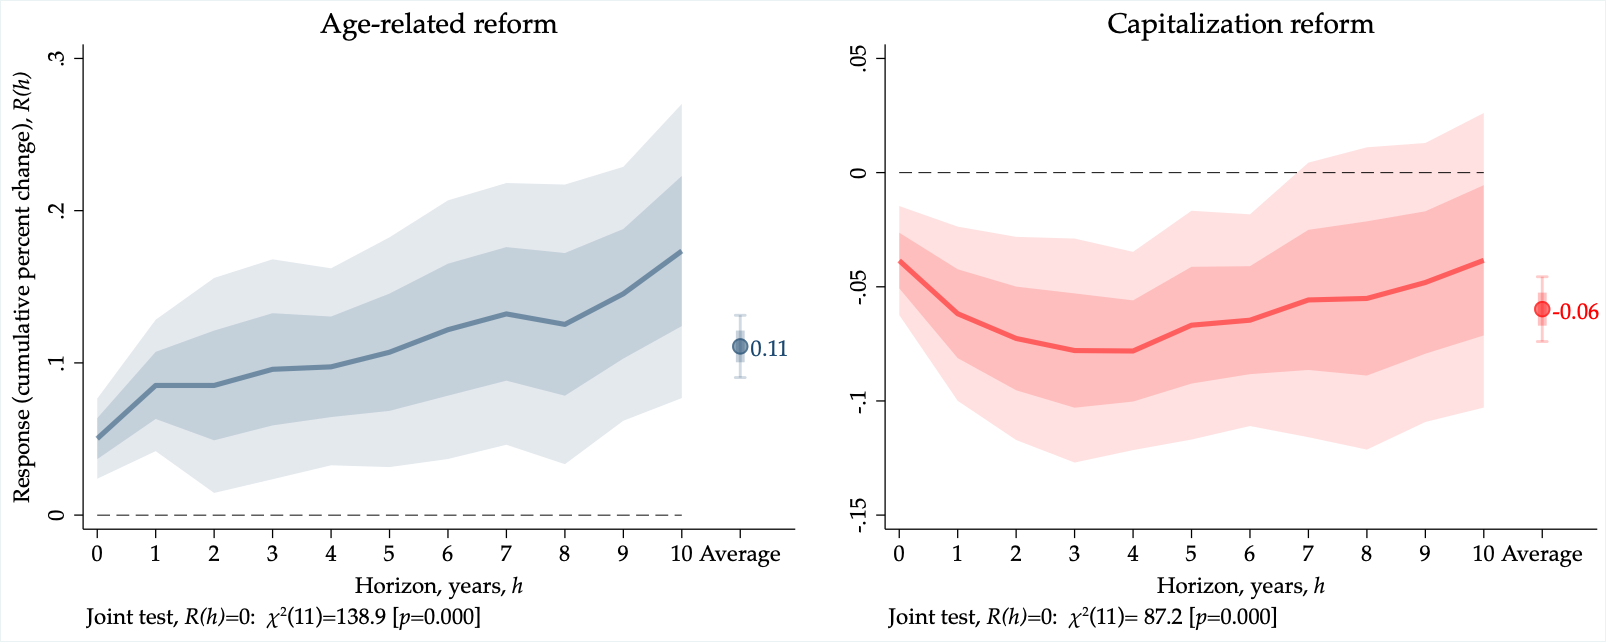 Age-related reform
Response (cumulative percent change), R(h)
.3
.2
.1
0
0.11
0 1 2 3 4 5 6 7 8 9 10 Average
Horizon, years, h
Joint test, R(h)=0: χ²(11)=138.9 [p=0.000]
Capitalization reform
.05
0
-.05
-.1
-.15
-0.06
0 1 2 3 4 5 6 7 8 9 10 Average
Horizon, years, h
Joint test, R(h)=0: χ²(11)= 87.2 [p=0.000]